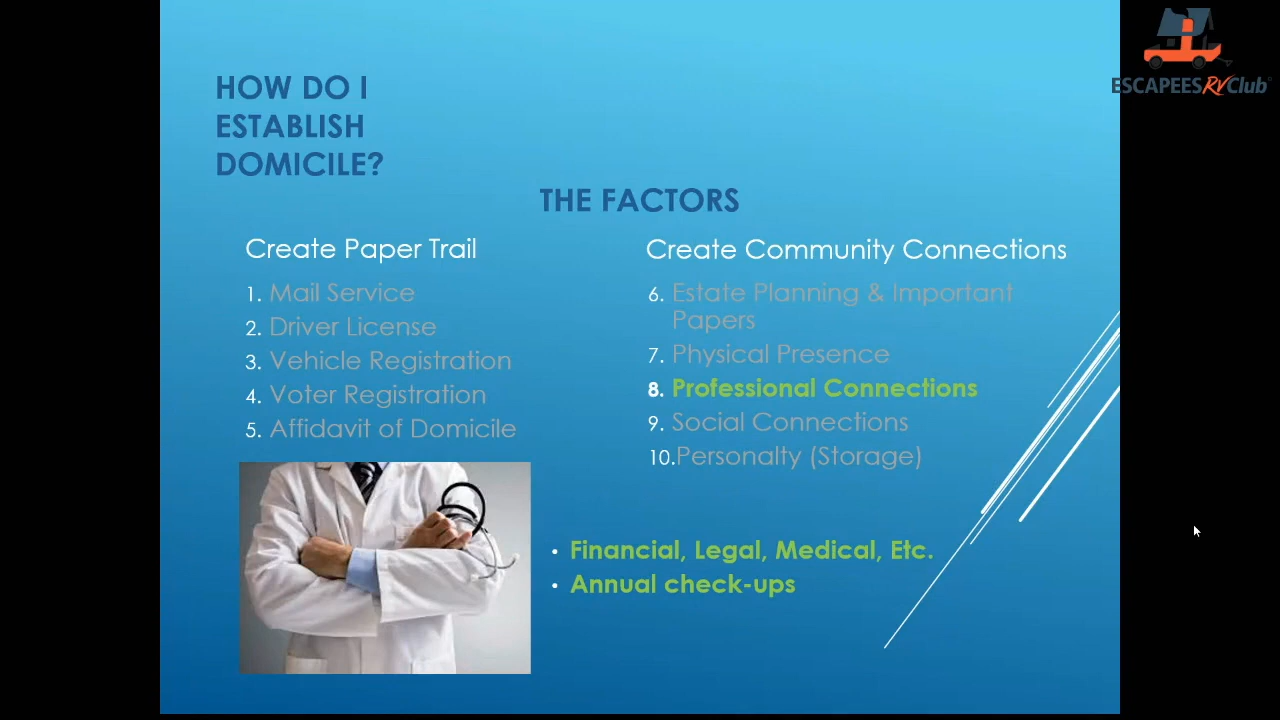 ESCAPEES RV Club
HOW DO I
ESTABLISH
DOMICILE?
THE FACTORS
Create Paper Trail
1. Mail Service
2. Driver License
3. Vehicle Registration
4. Voter Registration
5. Affidavit of Domicile
Create Community Connections
6. Estate Planning & Important
Papers
7. Physical Presence
8. Professional Connections
9. Social Connections
10.Personalty (Storage)
• Financial, Legal, Medical, Etc.
• Annual check-ups